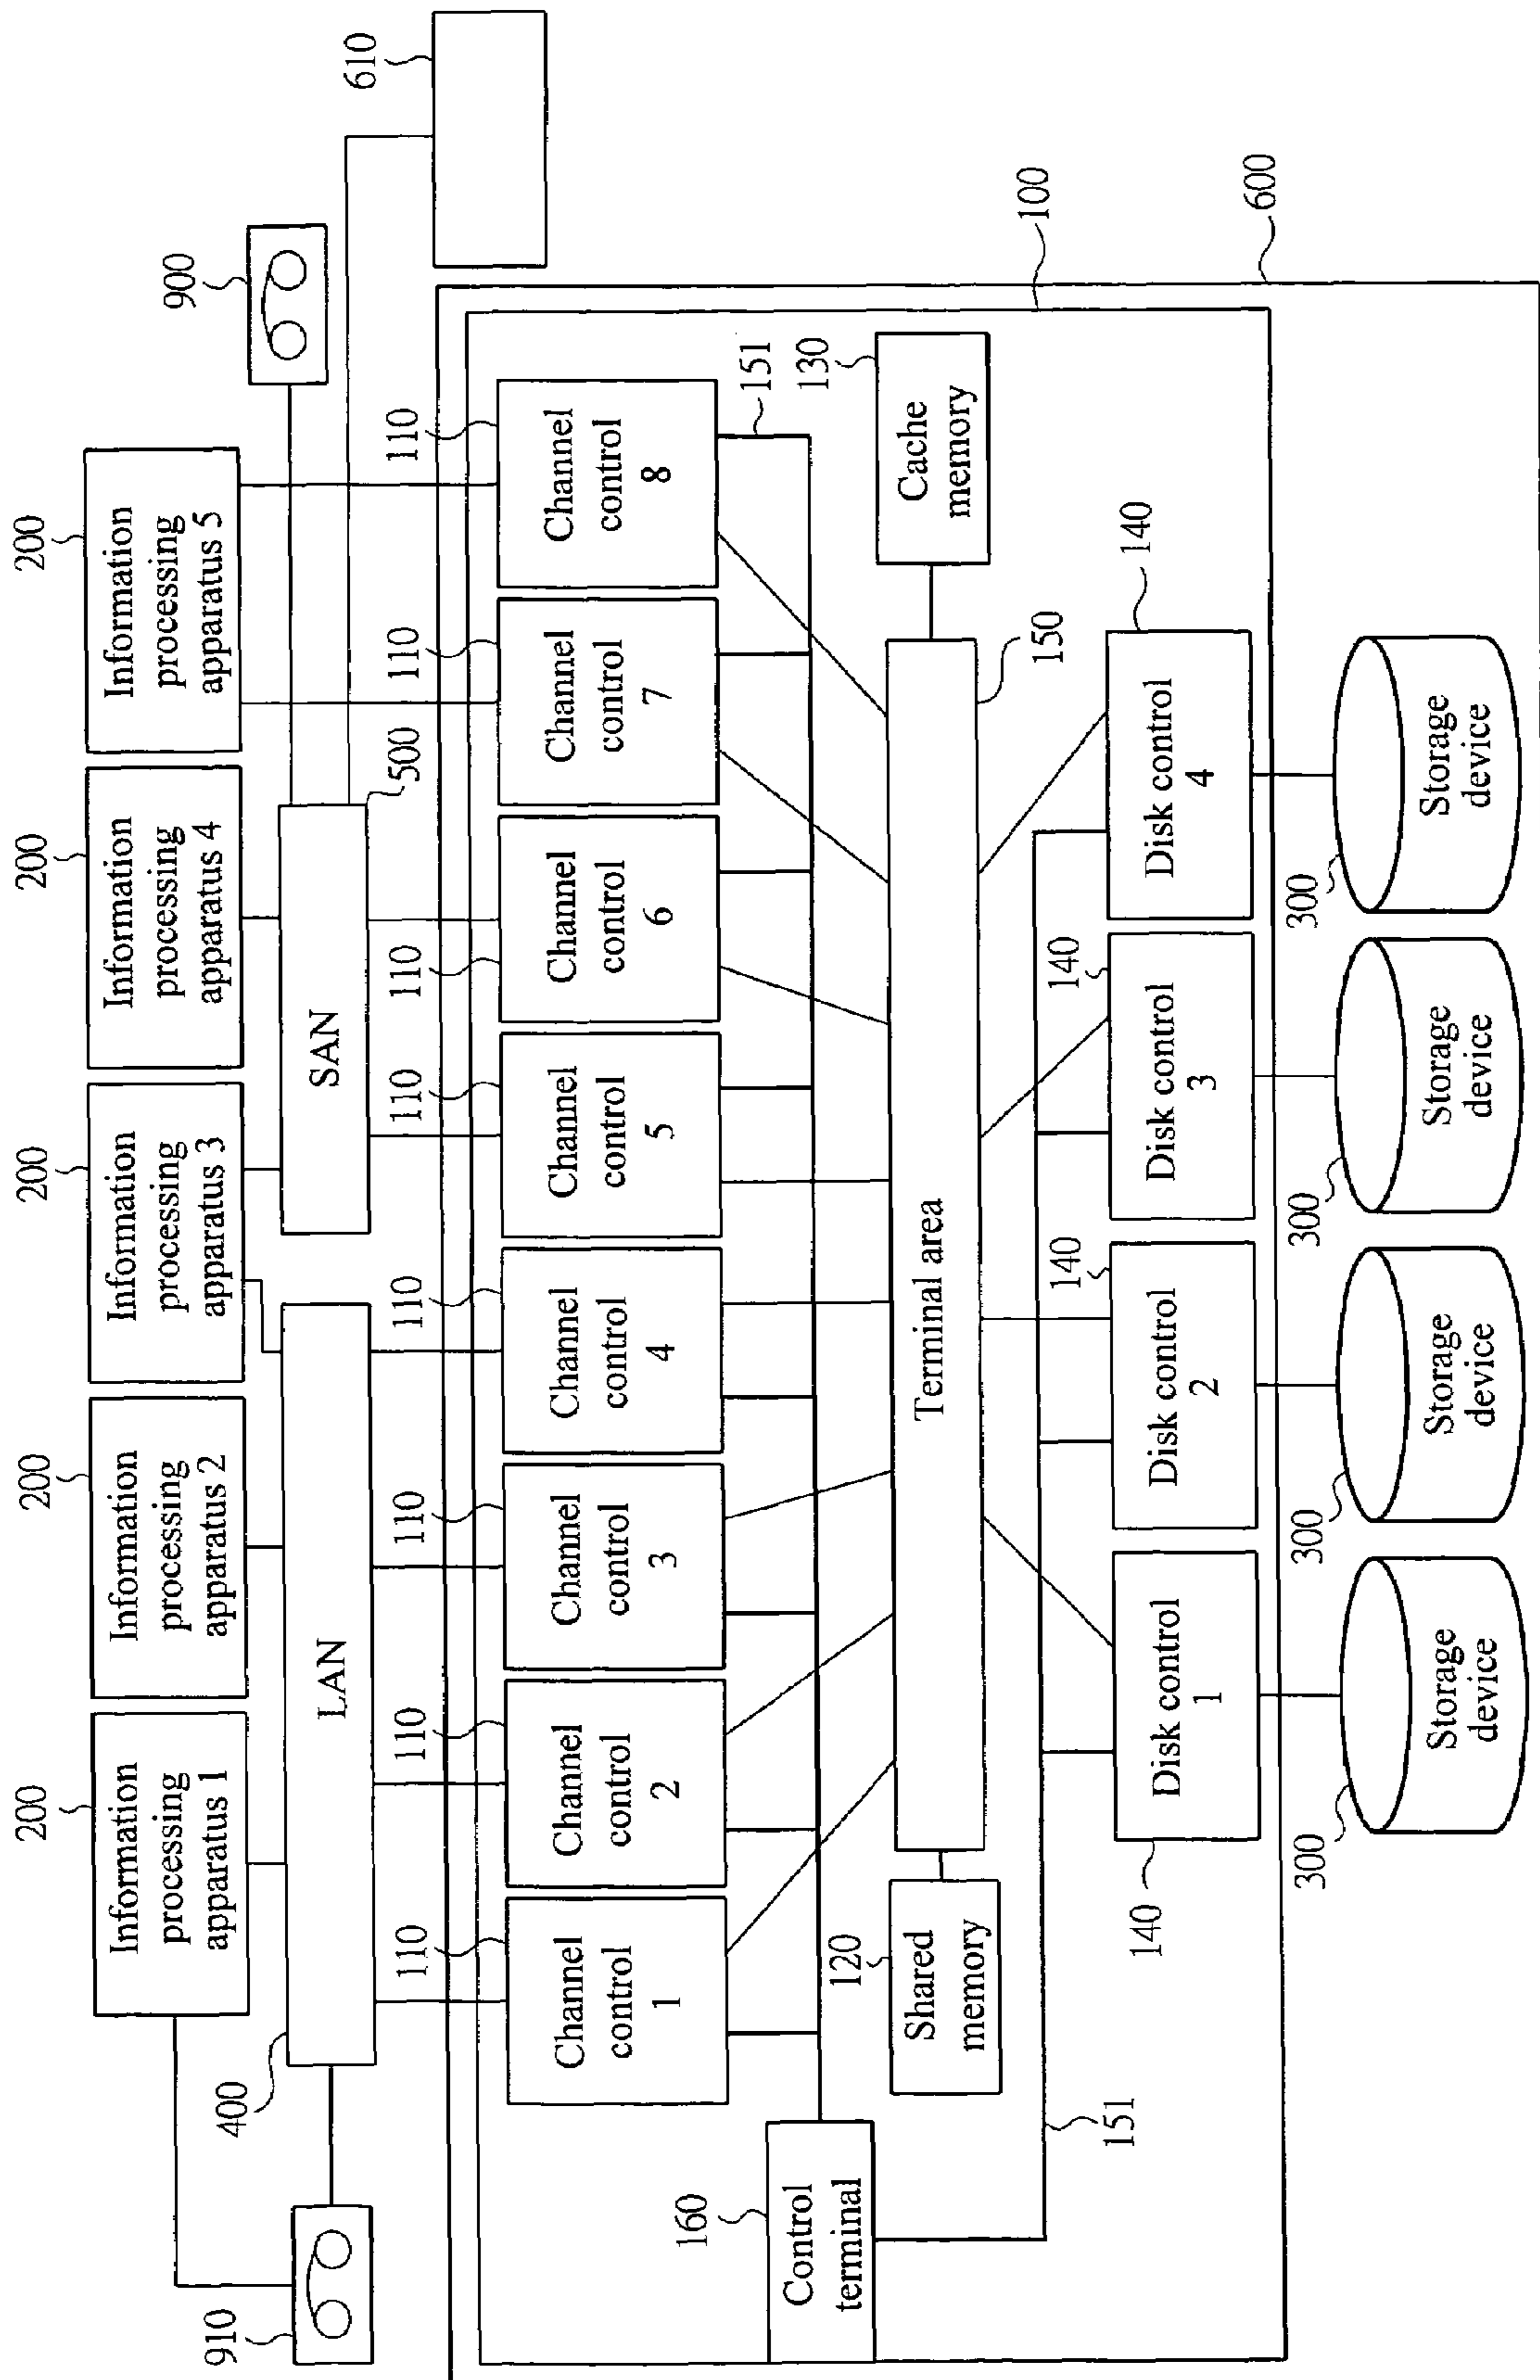 200
200
200
200
200
Information
processing
apparatus 1
Information
processing
apparatus 2
Information
processing
apparatus 3
Information
processing
apparatus 4
Information
processing
apparatus 5
900
610
910
400
LAN
SAN
500
110
110
110
110
110
110
110
110
Channel
control
1
Channel
control
2
Channel
control
3
Channel
control
4
Channel
control
5
Channel
control
6
Channel
control
7
Channel
control
8
100
600
151
160
Control
terminal
120
Shared
memory
Terminal area
150
130
Cache
memory
151
140
140
140
140
Disk control
1
Disk control
2
Disk control
3
Disk control
4
300
300
300
300
Storage
device
Storage
device
Storage
device
Storage
device